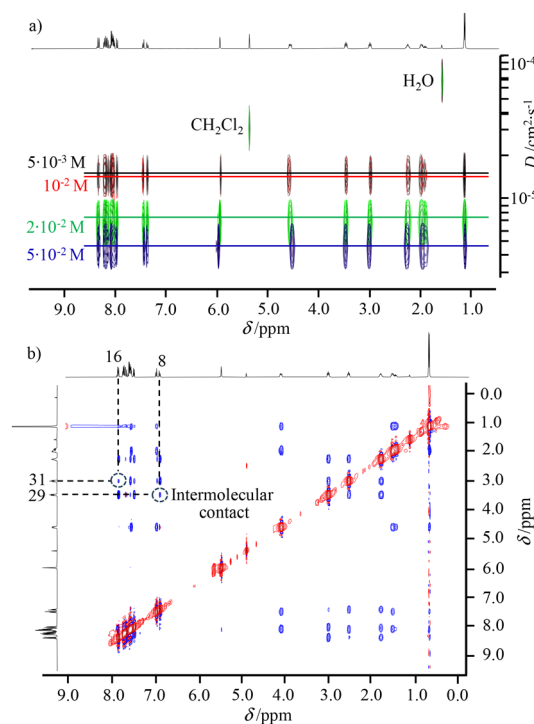 a)
H₂O
CH₂Cl₂
5·10⁻³ M
10⁻² M
2·10⁻² M
5·10⁻² M
10⁻⁴
10⁻⁵
D /cm²·s⁻¹
9.0 8.0 7.0 6.0 5.0 4.0 3.0 2.0 1.0
δ/ppm
b)
16 8
31
29
Intermolecular
contact
0.0
1.0
2.0
3.0
4.0
5.0
6.0
7.0
8.0
9.0
δ/ppm
9.0 8.0 7.0 6.0 5.0 4.0 3.0 2.0 1.0 0.0
δ/ppm